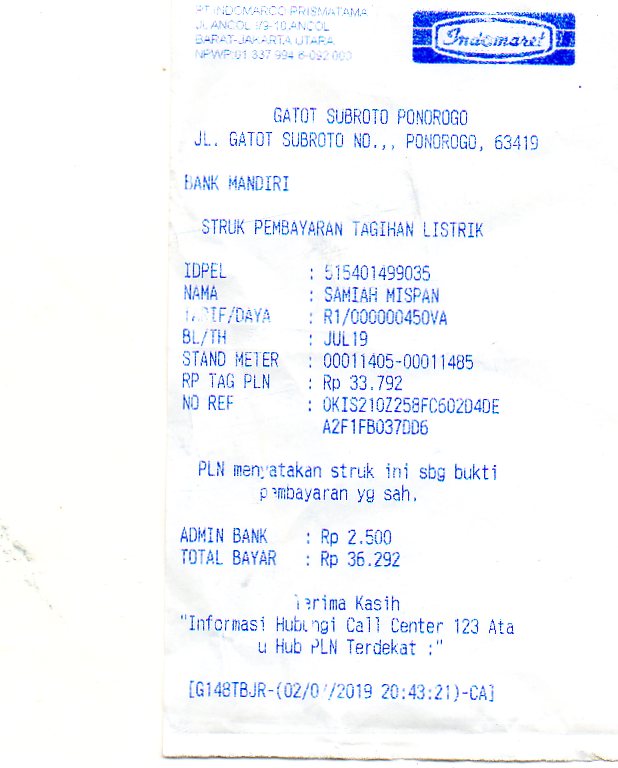 PT.INDOMARCO PRISMATAMA
JL.ANCOL I/9-10,ANCOL
BARAT-JAKARTA UTARA
NPWP:01.337.994.6-092.000
Indomaret
GATOT SUBROTO PONOROGO
JL. GATOT SUBROTO NO.,, PONOROGO, 63419
BANK MANDIRI
STRUK PEMBAYARAN TAGIHAN LISTRIK
IDPEL : 515401499035
NAMA : SAMIAH MISPAN
TARIF/DAYA : R1/000000450VA
BL/TH : JUL19
STAND METER : 00011405-00011485
RP TAG PLN : Rp 33.792
NO REF : 0KIS210Z258FC602D4DE
A2F1FB037DD6
PLN menyatakan struk ini sbg bukti
pembayaran yg sah.
ADMIN BANK : Rp 2.500
TOTAL BAYAR : Rp 36.292
Terima Kasih
"Informasi Hubungi Call Center 123 Ata
u Hub PLN Terdekat :"
[G148TBJR-(02/07/2019 20:43:21)-CA]